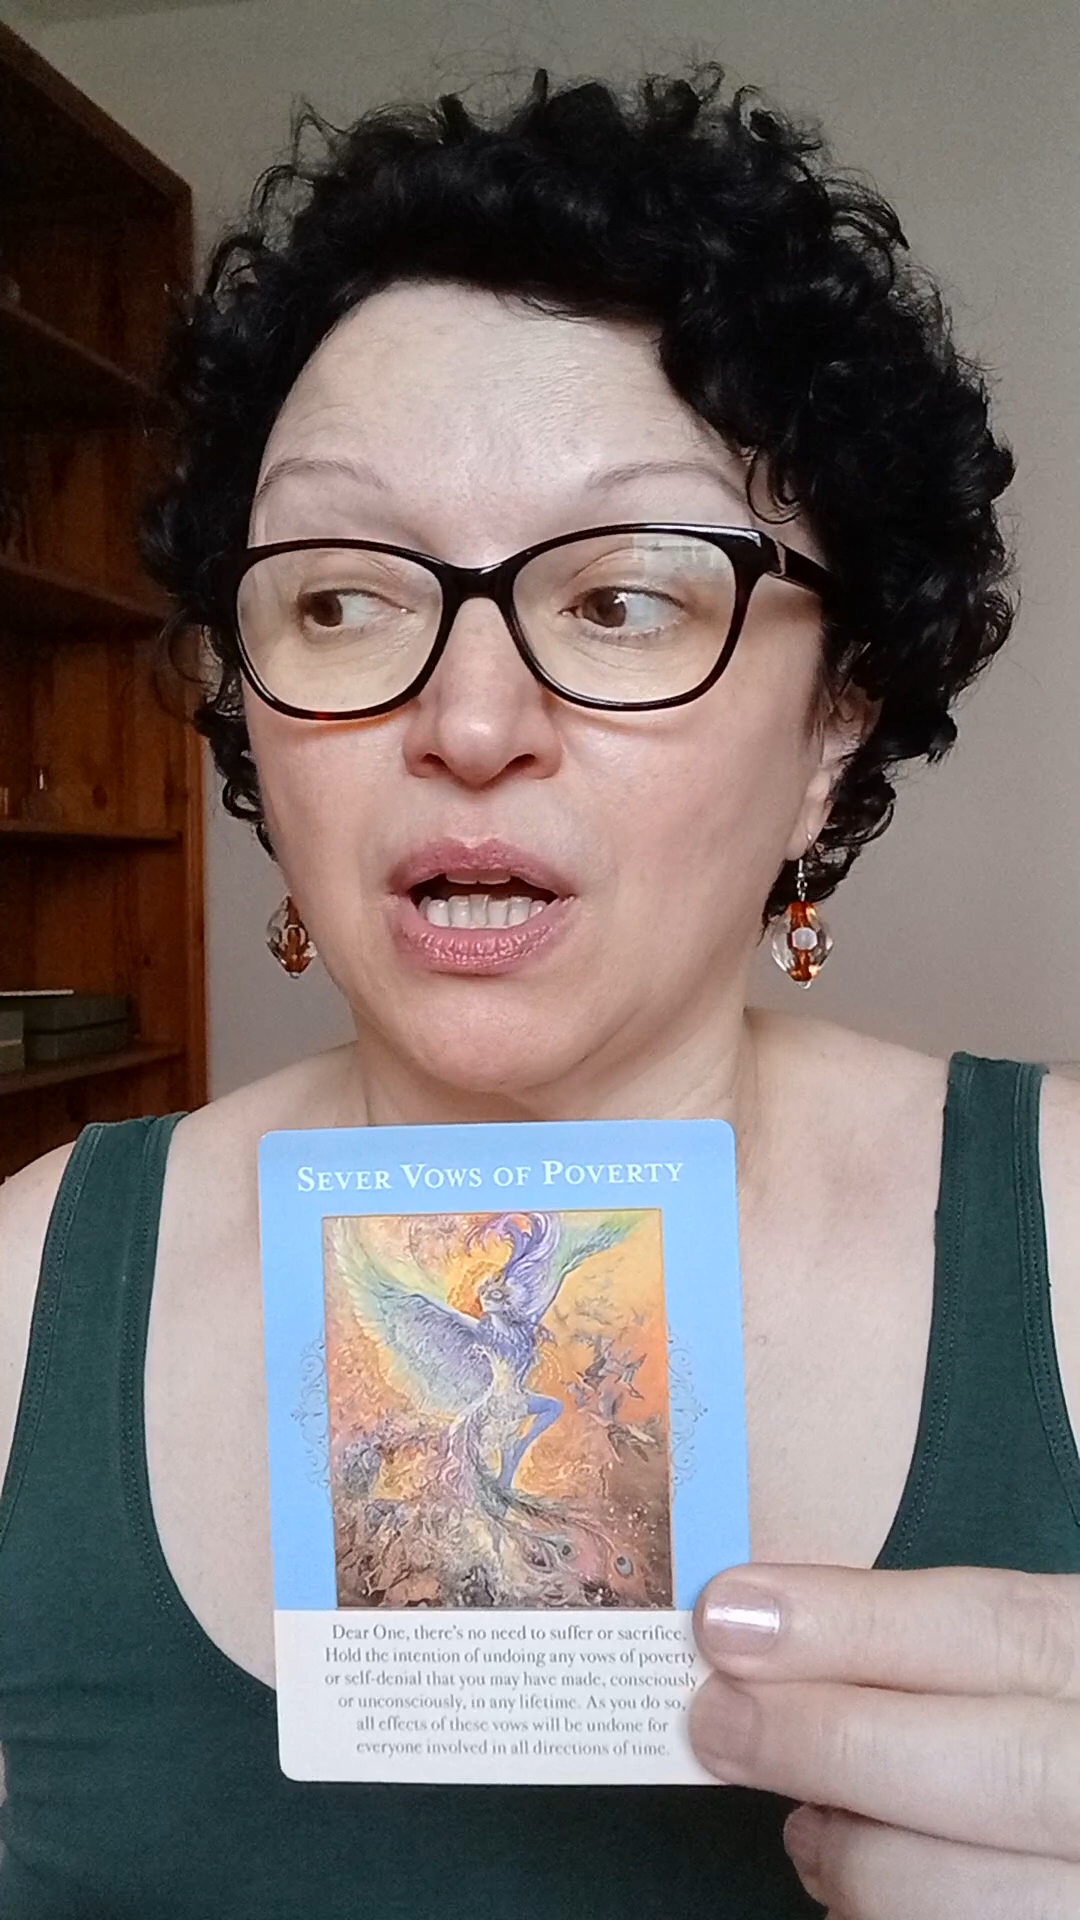 SEVER VOWS OF POVERTY
Dear One, there's no need to suffer or sacrifice.
Hold the intention of undoing any vows of poverty
or self-denial that you may have made, consciously
or unconsciously, in any lifetime. As you do so,
all effects of these vows will be undone for
everyone involved in all directions of time.